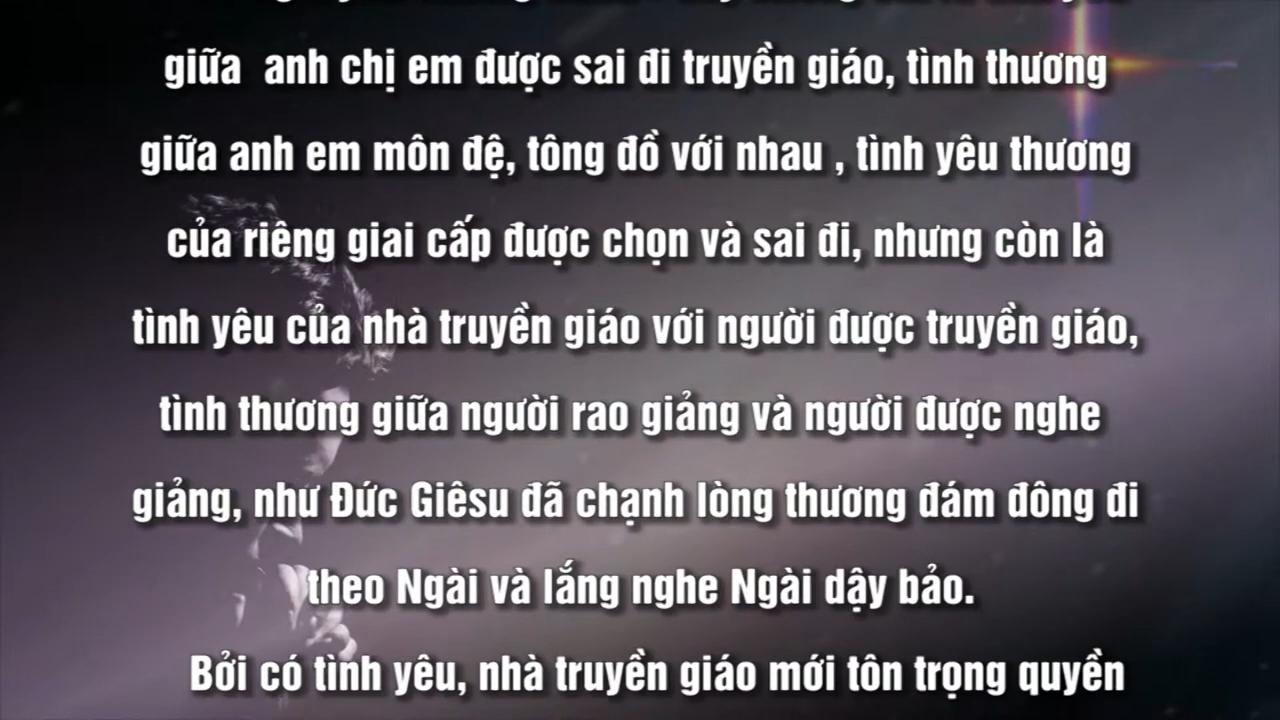 giữa anh chị em được sai đi truyền giáo, tình thương
giữa anh em môn đệ, tông đồ với nhau , tình yêu thương
của riêng giai cấp được chọn và sai đi, nhưng còn là
tình yêu của nhà truyền giáo với người được truyền giáo,
tình thương giữa người rao giảng và người được nghe
giảng, như Đức Giêsu đã chạnh lòng thương đám đông đi
theo Ngài và lắng nghe Ngài dậy bảo.
Bởi có tình yêu, nhà truyền giáo mới tôn trọng quyền